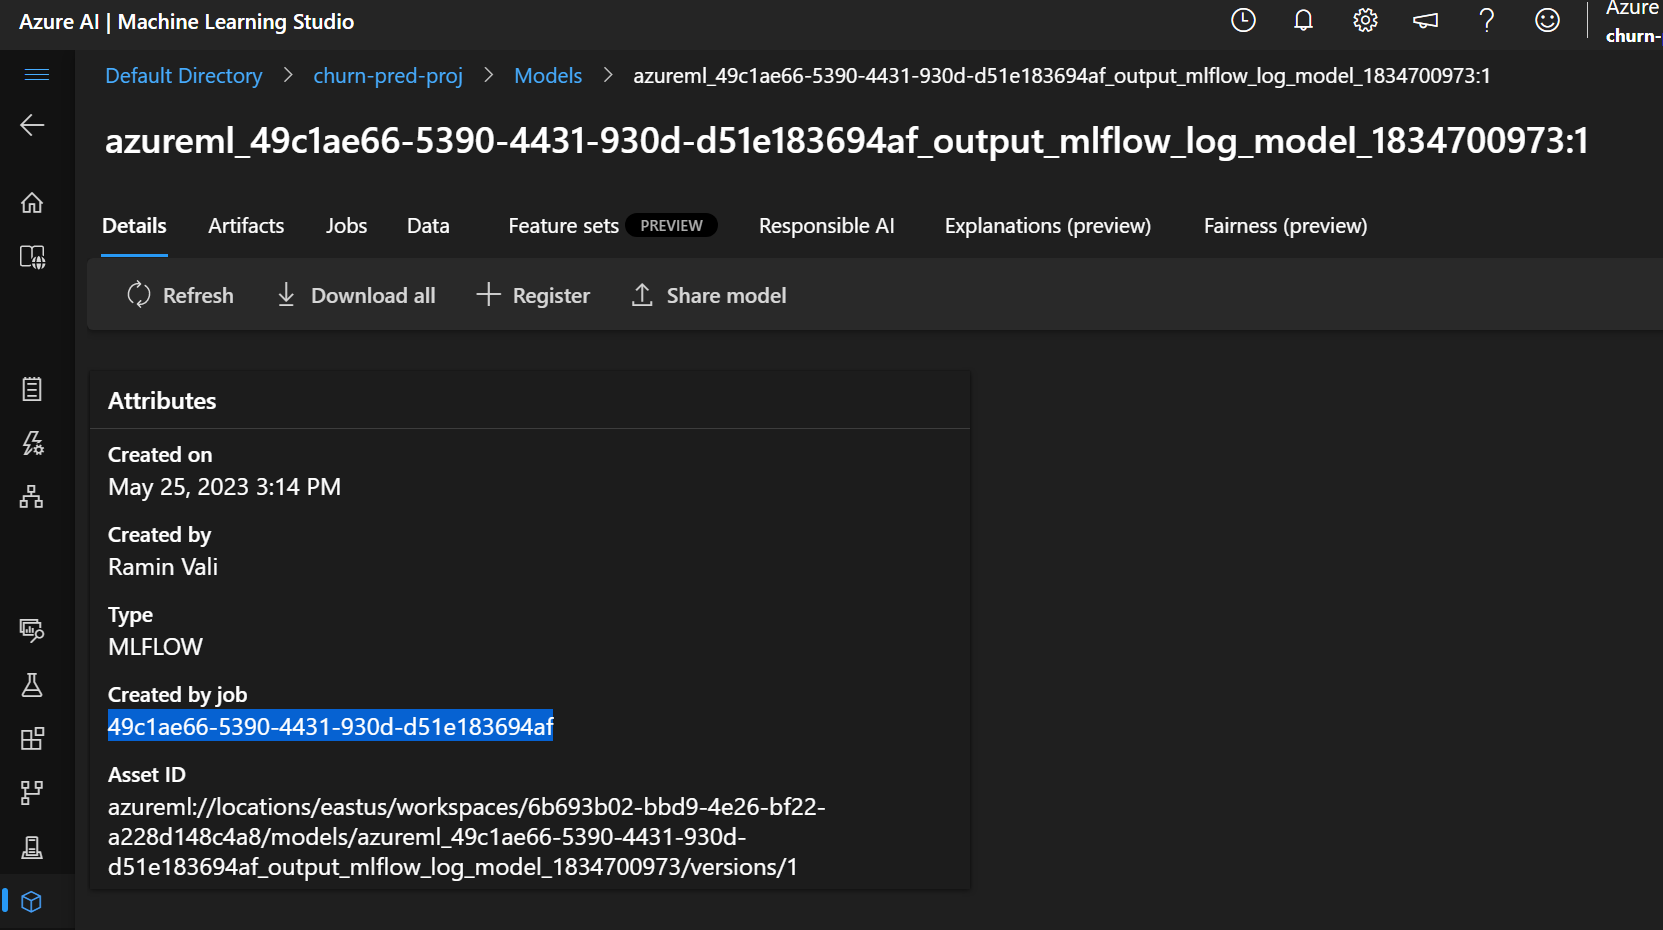 Azure AI | Machine Learning Studio
Azure
churn-
Default Directory > churn-pred-proj > Models > azureml_49c1ae66-5390-4431-930d-d51e183694af_output_mlflow_log_model_1834700973:1
azureml_49c1ae66-5390-4431-930d-d51e183694af_output_mlflow_log_model_1834700973:1
Details Artifacts Jobs Data Feature sets PREVIEW Responsible AI Explanations (preview) Fairness (preview)
Refresh Download all Register Share model
Attributes
Created on
May 25, 2023 3:14 PM
Created by
Ramin Vali
Type
MLFLOW
Created by job
49c1ae66-5390-4431-930d-d51e183694af
Asset ID
azureml://locations/eastus/workspaces/6b693b02-bbd9-4e26-bf22-
a228d148c4a8/models/azureml_49c1ae66-5390-4431-930d-
d51e183694af_output_mlflow_log_model_1834700973/versions/1